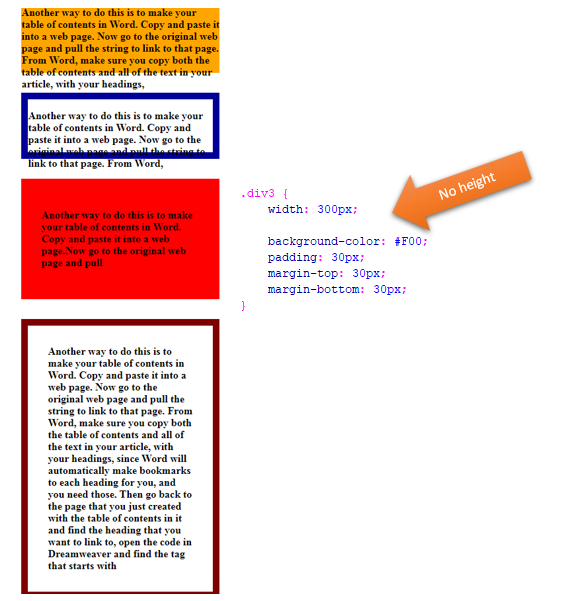 Another way to do this is to make your
table of contents in Word. Copy and paste it
into a web page. Now go to the original web
page and pull the string to link to that page.
From Word, make sure you copy both the
table of contents and all of the text in your
article, with your headings,
Another way to do this is to make your
table of contents in Word. Copy and
paste it into a web page. Now go to the
original web page and pull the string to
link to that page. From Word,
Another way to do this is to make
your table of contents in Word.
Copy and paste it into a web
page.Now go to the original web
page and pull
.div3 {
width: 300px;
background-color: #F00;
padding: 30px;
margin-top: 30px;
margin-bottom: 30px;
}
No height
Another way to do this is to
make your table of contents in
Word. Copy and paste it into a
web page. Now go to the
original web page and pull the
string to link to that page. From
Word, make sure you copy both
the table of contents and all of
the text in your article, with
your headings, since Word will
automatically make bookmarks
to each heading for you, and
you need those. Then go back to
the page that you just created
with the table of contents in it
and find the heading that you
want to link to, open the code in
Dreamweaver and find the tag
that starts with